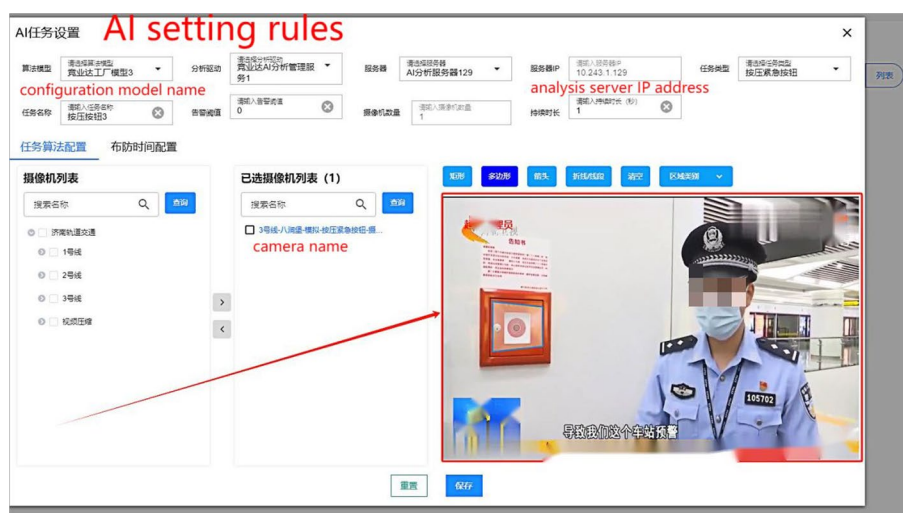 AI任务设置 AI setting rules ×
算法模型 请选择算法模型 竟业达工厂模型3
分析驱动 请选择分析驱动 竟业达AI分析管理服务1
服务器 请选择服务器 AI分析服务器129
服务器IP 请输入服务器IP 10.243.1.129
任务类型 请选择任务类型 按压紧急按钮
列表
configuration model name
analysis server IP address
任务名称 请输入任务名称 按压按钮3
告警阈值 请输入告警阈值 0
摄像机数量 请输入摄像机数量 1
持续时长 请输入持续时长（秒） 1
任务算法配置 布防时间配置
摄像机列表
搜索名称 查询
济南轨道交通
1号线
2号线
3号线
视频压缩
已选摄像机列表（1）
搜索名称 查询
3号线-八涧堡-模拟-按压紧急按钮-摄...
camera name
矩形 多边形 箭头 折线/线段 清空 区域类别
告知书
105702
导致我们这个车站预警
重置 保存